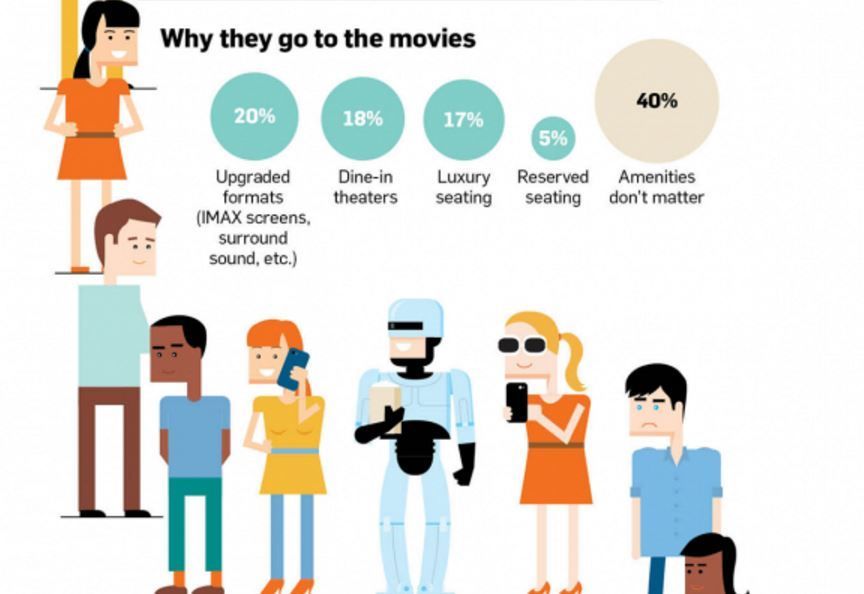 Why they go to the movies
20%
18%
17%
5%
40%
Upgraded
formats
(IMAX screens,
surround
sound, etc.)
Dine-in
theaters
Luxury
seating
Reserved
seating
Amenities
don't matter